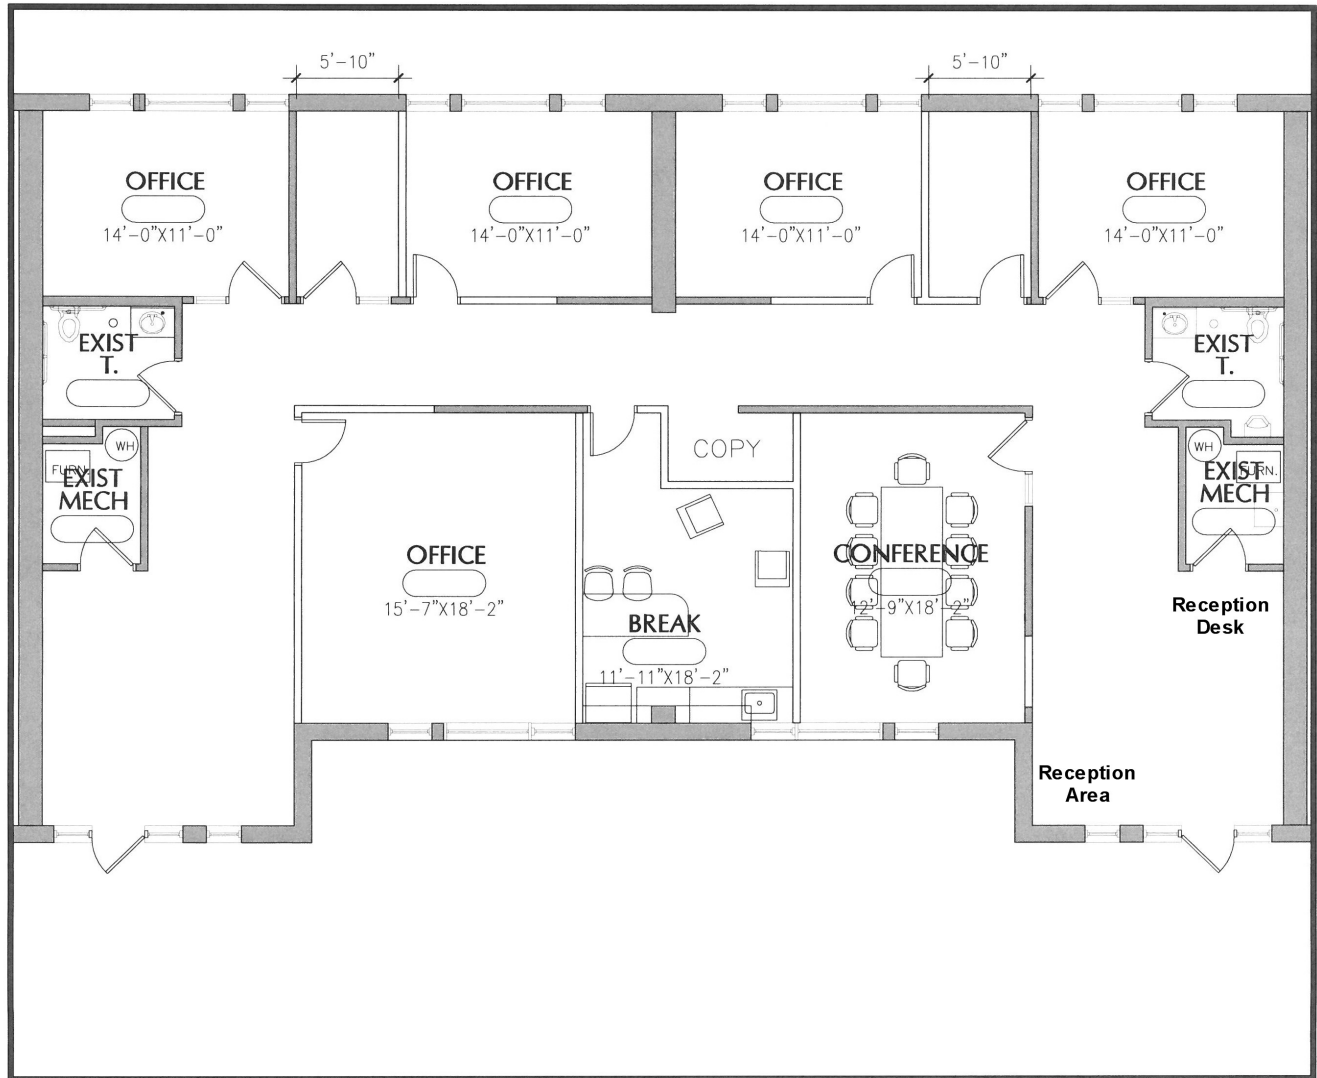 5'-10"
5'-10"
OFFICE
14'-0"X11'-0"
OFFICE
14'-0"X11'-0"
OFFICE
14'-0"X11'-0"
OFFICE
14'-0"X11'-0"
EXIST
T.
EXIST
T.
WH
FURN.
EXIST
MECH
COPY
WH
FURN.
EXIST
MECH
OFFICE
15'-7"X18'-2"
CONFERENCE
12'-9"X18'-2"
BREAK
11'-11"X18'-2"
Reception
Desk
Reception
Area